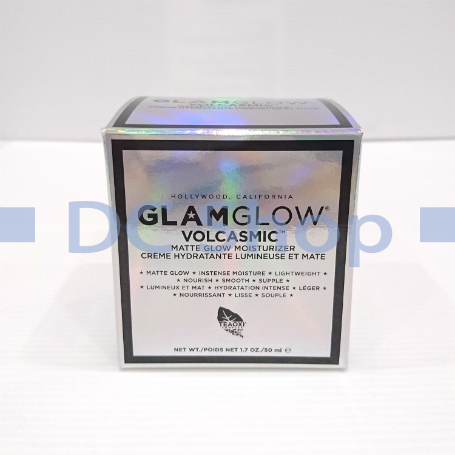 HOLLYWOOD, CALIFORNIA
GLAMGLOW®
VOLCASMIC™
MATTE GLOW MOISTURIZER
CRÈME HYDRATANTE LUMINEUSE ET MATE
★ MATTE GLOW ★ INTENSE MOISTURE ★ LIGHTWEIGHT ★
★ NOURISH ★ SMOOTH ★ SUPPLE ★
★ LUMINEUX ET MAT ★ HYDRATATION INTENSE ★ LÉGER ★
★ NOURRISSANT ★ LISSE ★ SOUPLE ★
TEAOXI
NET WT./POIDS NET 1.7 OZ./50 ml ℮
GLAMGLOW